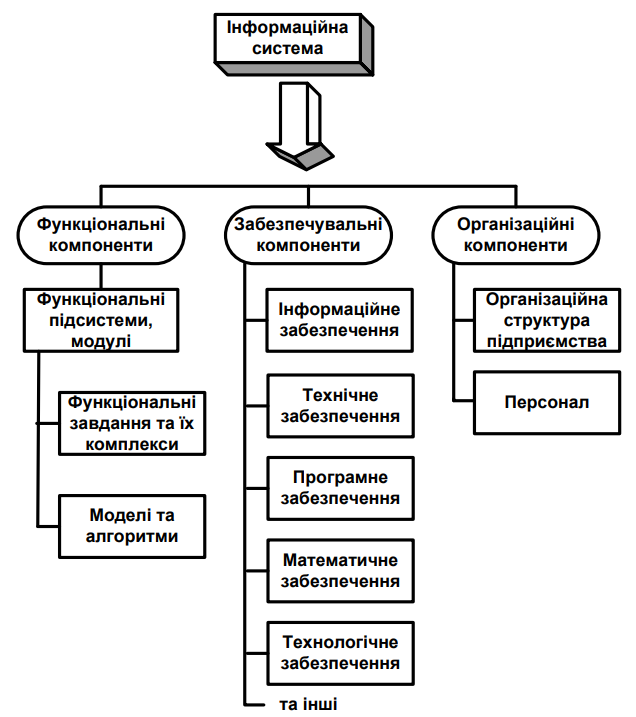 Інформаційна
система
Функціональні
компоненти
Забезпечувальні
компоненти
Організаційні
компоненти
Функціональні
підсистеми,
модулі
Функціональні
завдання та їх
комплекси
Моделі та
алгоритми
Інформаційне
забезпечення
Технічне
забезпечення
Програмне
забезпечення
Математичне
забезпечення
Технологічне
забезпечення
та інші
Організаційна
структура
підприємства
Персонал